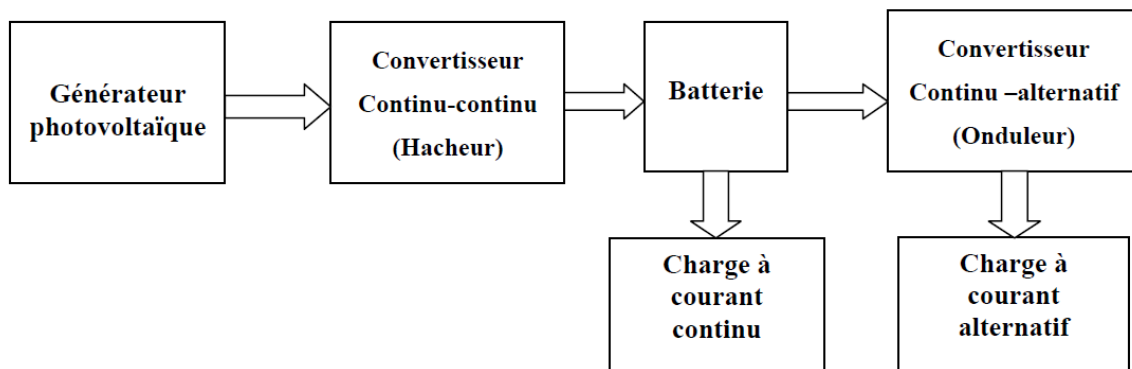 Générateur
photovoltaïque
Convertisseur
Continu-continu
(Hacheur)
Batterie
Convertisseur
Continu –alternatif
(Onduleur)
Charge à
courant
continu
Charge à
courant
alternatif